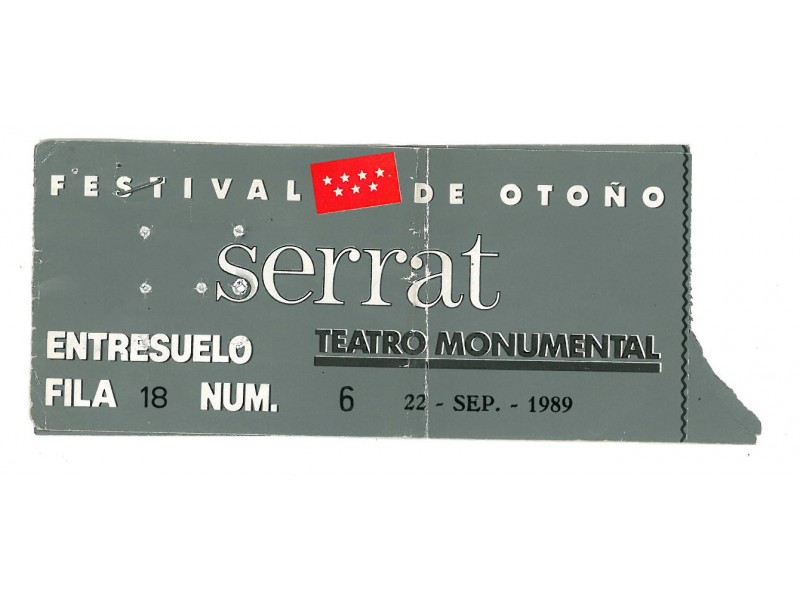 FESTIVAL DE OTOÑO
serrat
ENTRESUELO TEATRO MONUMENTAL
FILA 18 NUM. 6 22 - SEP. - 1989